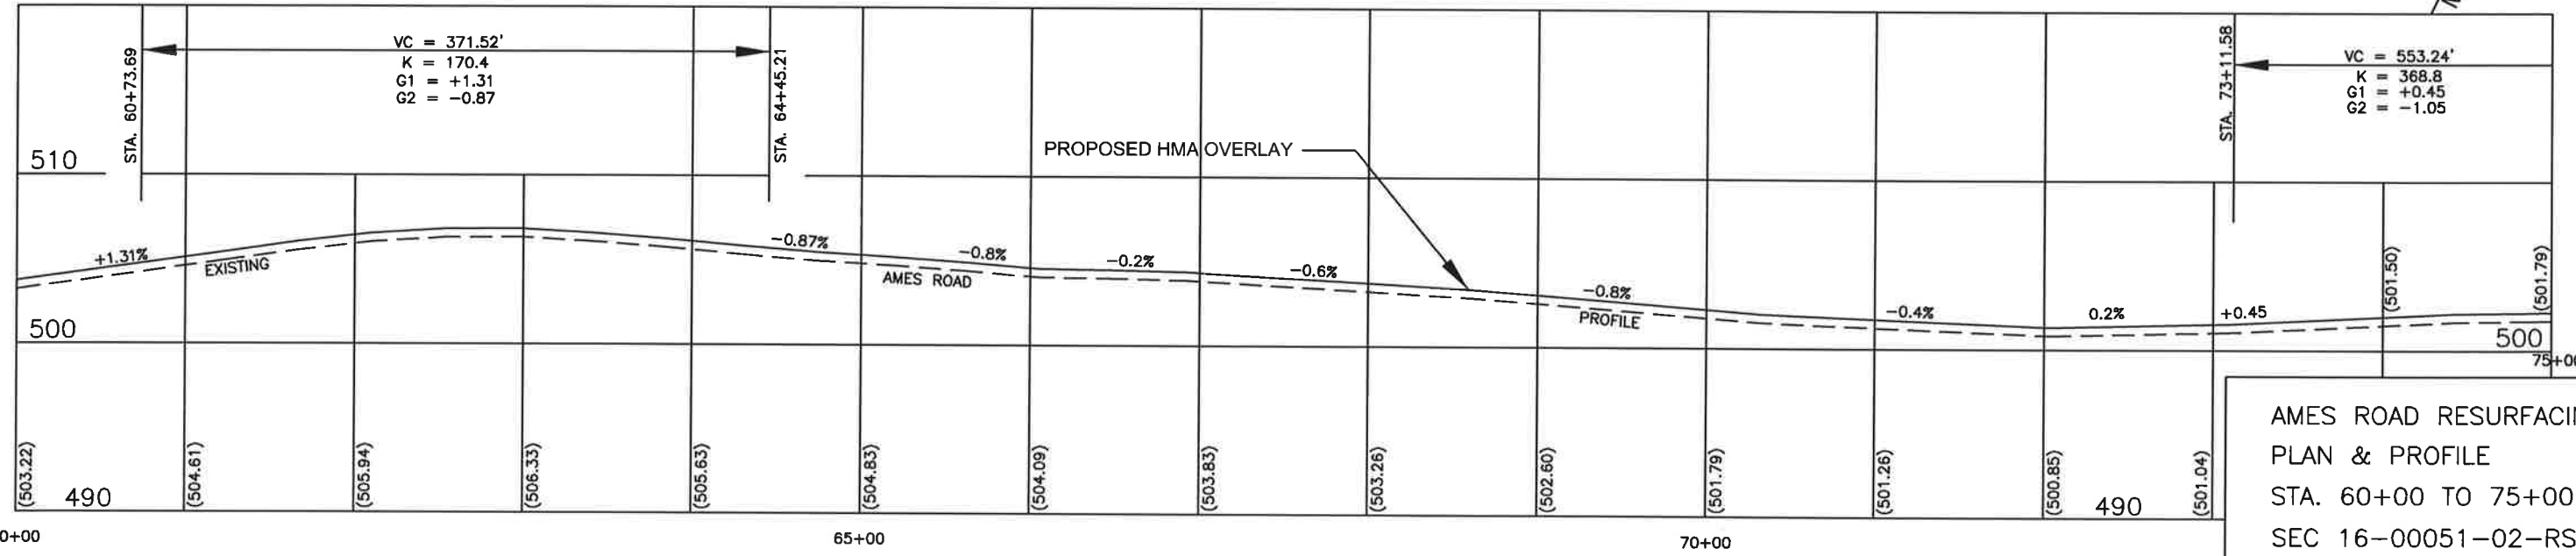 VC = 371.52'
K = 170.4
G1 = +1.31
G2 = -0.87
STA. 60+73.69
STA. 64+45.21
STA. 73+11.58
VC = 553.24'
K = 368.8
G1 = +0.45
G2 = -1.05
510
PROPOSED HMA OVERLAY
+1.31%
EXISTING
-0.87%
AMES ROAD
-0.8%
-0.2%
-0.6%
-0.8%
PROFILE
-0.4%
0.2%
+0.45
(501.50)
(501.79)
500
500
75+00
(503.22)
490
(504.61)
(505.94)
(506.33)
(505.63)
(504.83)
(504.09)
(503.83)
(503.26)
(502.60)
(501.79)
(501.26)
(500.85)
490
(501.04)
0+00
65+00
70+00
AMES ROAD RESURFACI
PLAN & PROFILE
STA. 60+00 TO 75+00
SEC 16-00051-02-RS